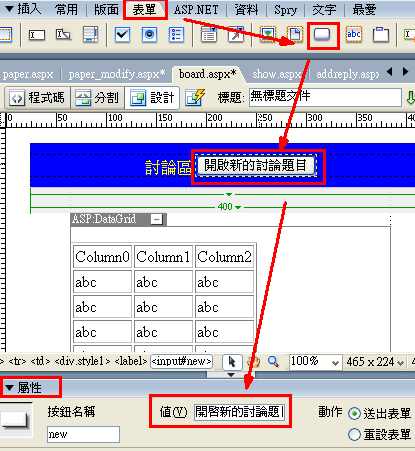 ▼ 插入 常用 版面 表單 ASP.NET 資料 Spry 文字 最愛
abc
paper.aspx paper_modify.aspx* board.aspx* show.aspx addreply.aspx
程式碼 分割 設計 標題: 無標題文件
0 50 100 150 200 250 300 350 400
討論區 開啟新的討論題目
400
ASP:DataGrid
Column0 Column1 Column2
abc abc abc
abc abc abc
abc abc abc
> <tr> <td> <div.style1> <label> <input#new> 100% 465 x 224
▼ 屬性
按鈕名稱 值(V) 開啓新的討論題 動作 送出表單
new 重設表單